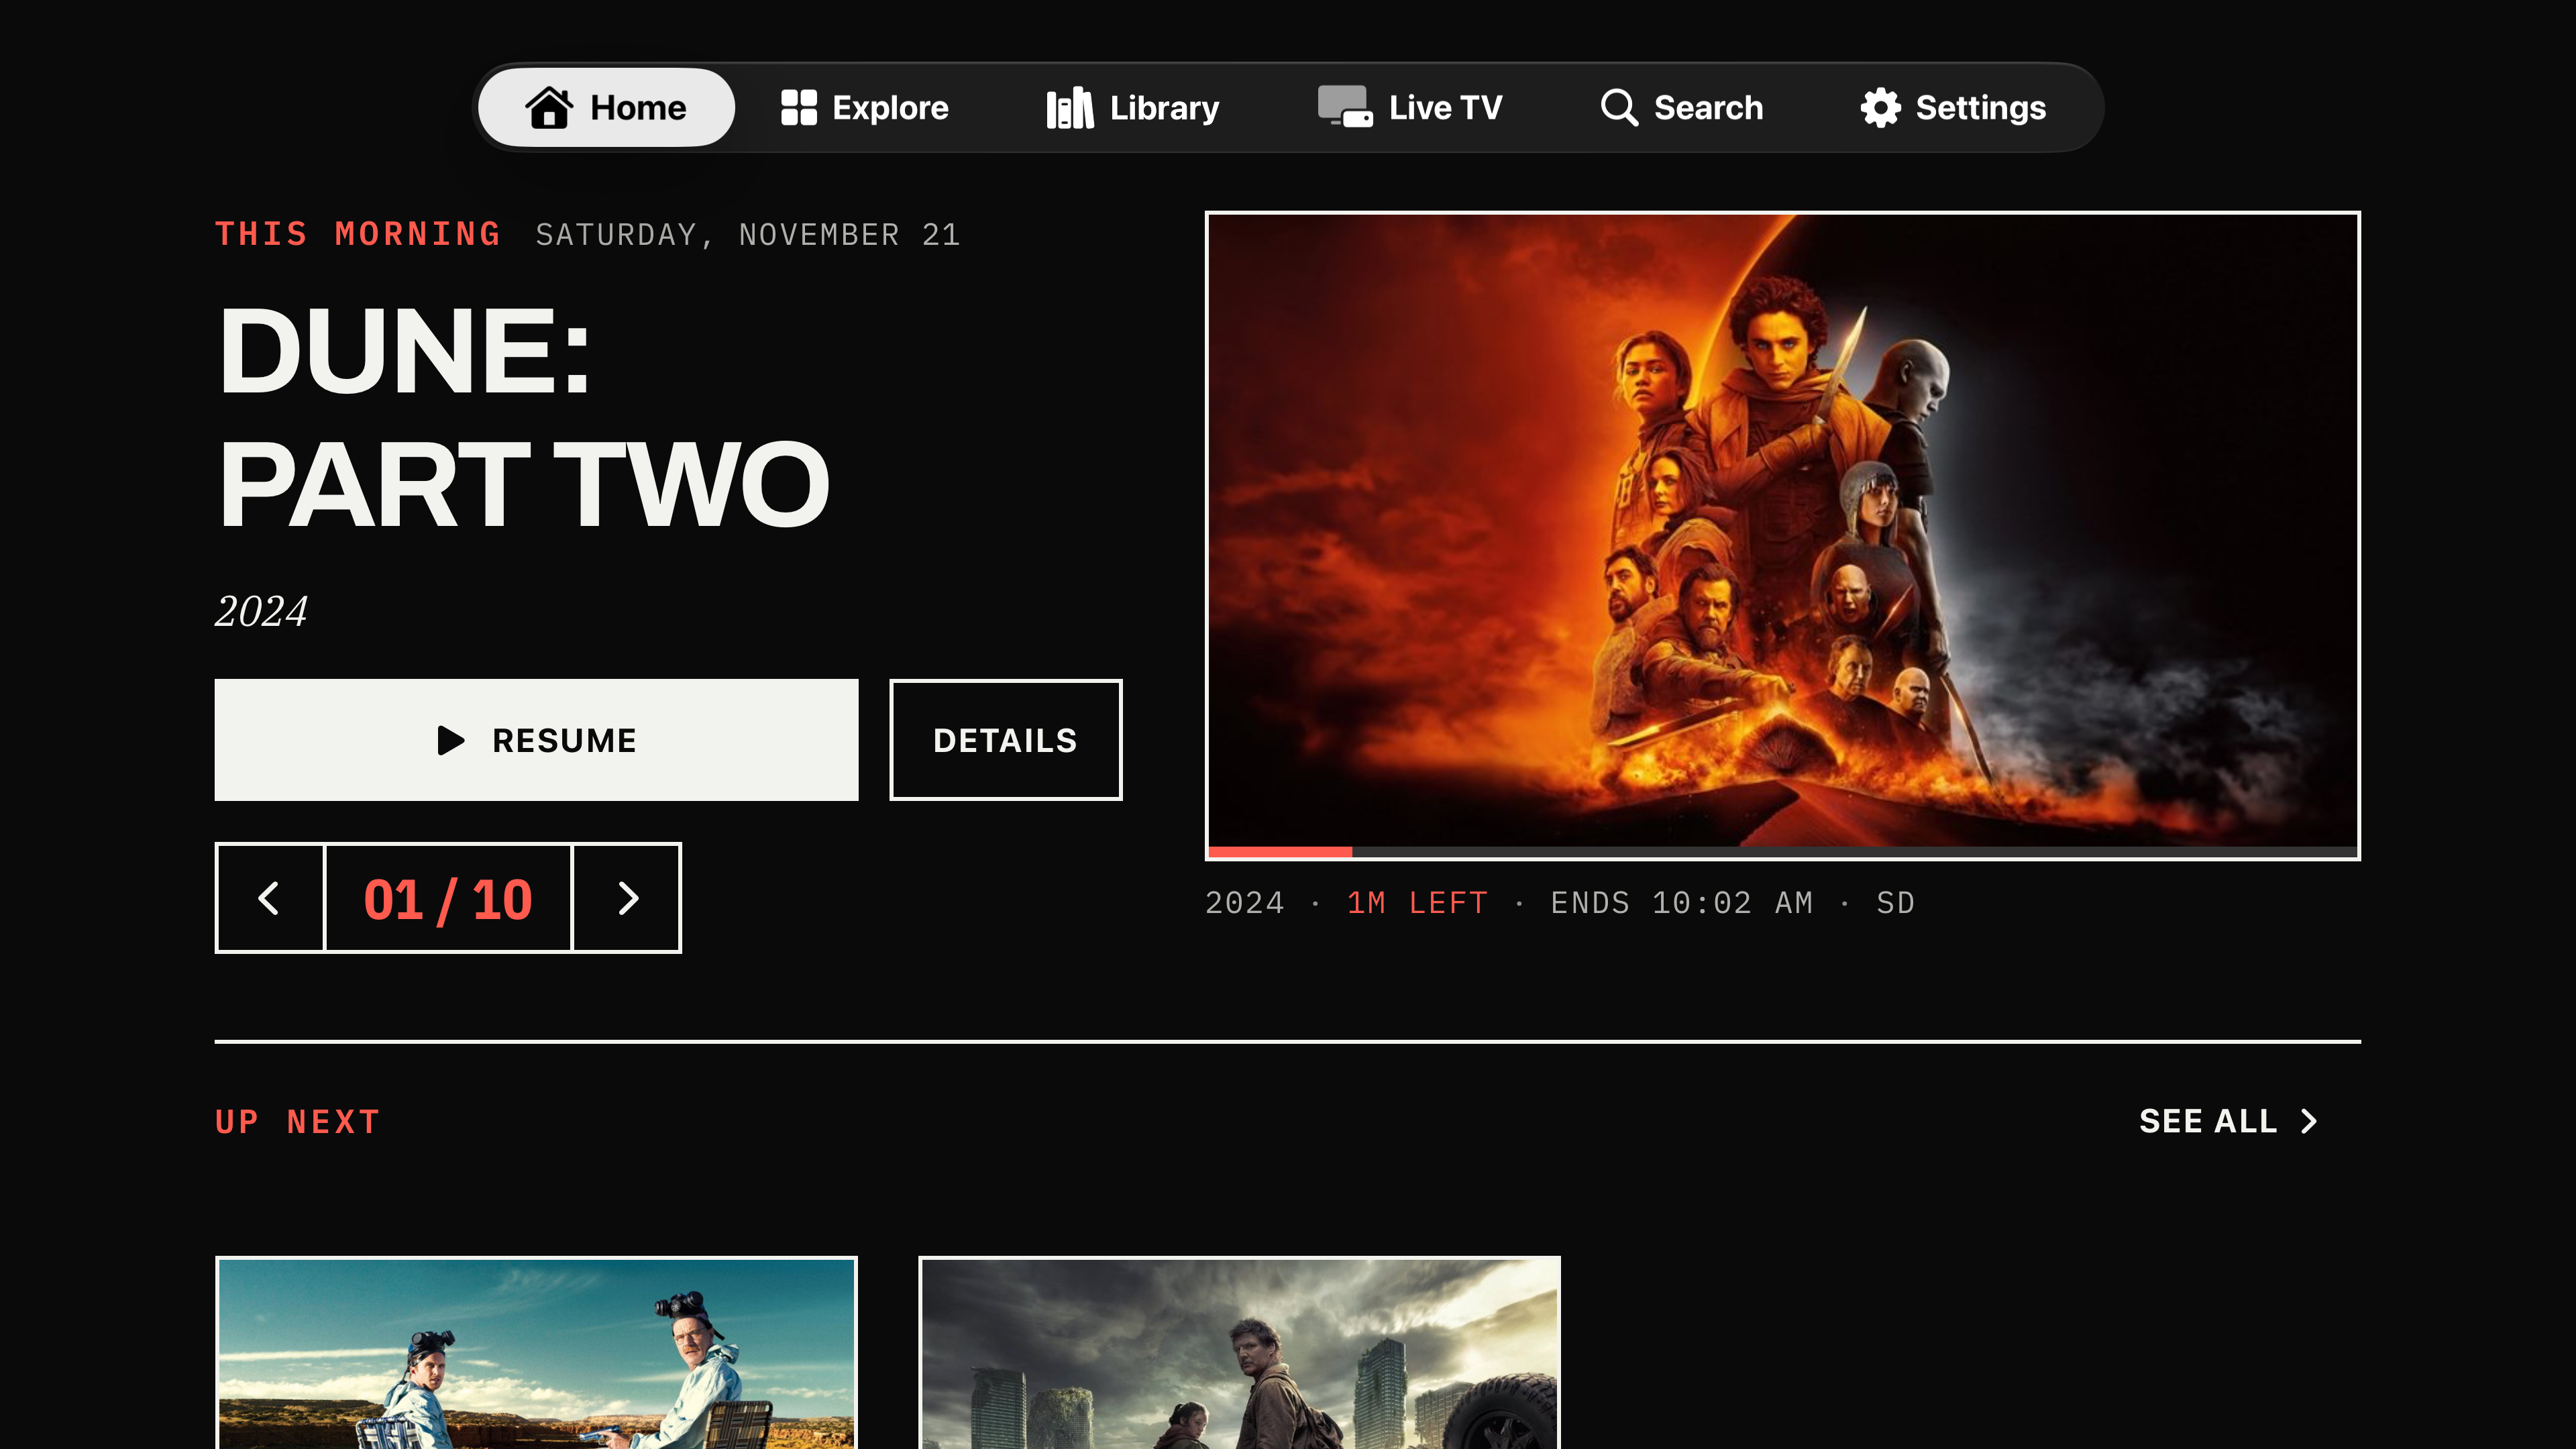 Home Explore Library Live TV Search Settings
THIS MORNING SATURDAY, NOVEMBER 21
DUNE:
PART TWO
2024
RESUME DETAILS
01 / 10
2024 · 1M LEFT · ENDS 10:02 AM · SD
UP NEXT
SEE ALL